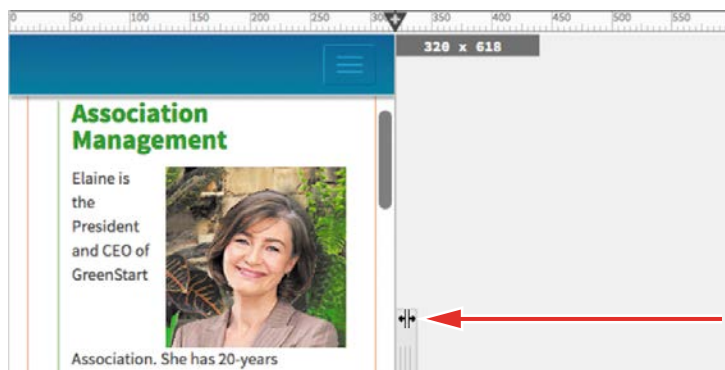 0 50 100 150 200 250 350 400 450 500 550
320 x 618
Association
Management
Elaine is
the
President
and CEO of
GreenStart
Association. She has 20-years